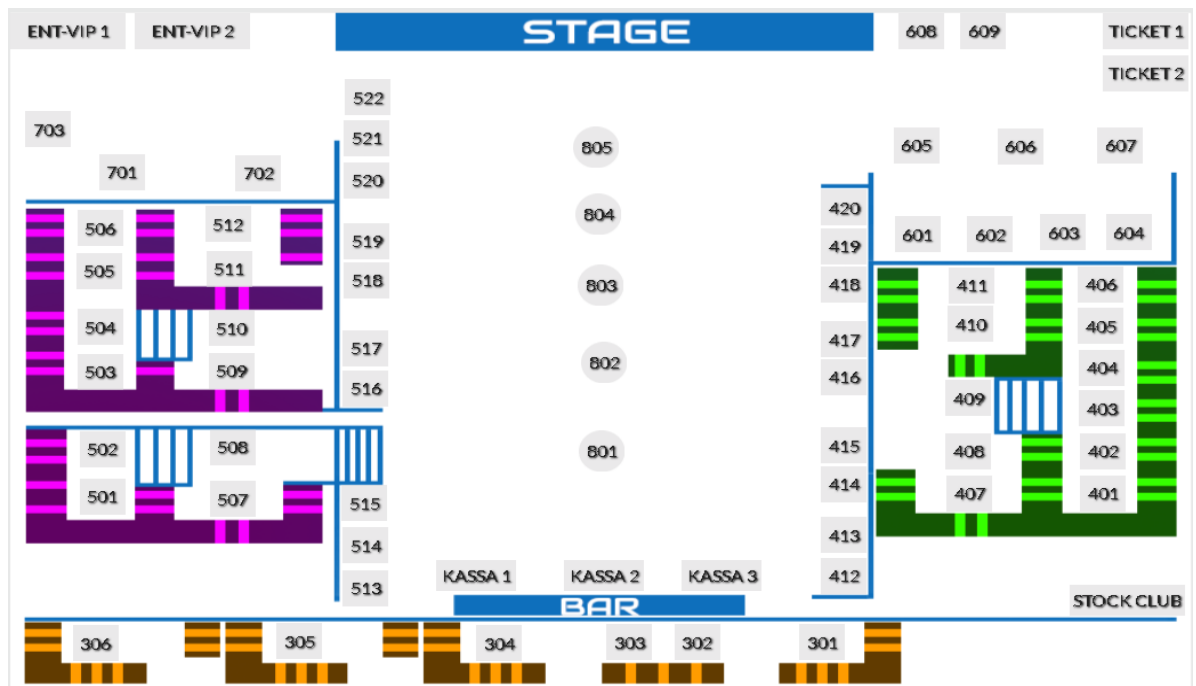 ENT-VIP 1 ENT-VIP 2 STAGE 608 609 TICKET 1
TICKET 2
522
703 521 805 605 606 607
701 702 520
506 512 519 804 420 601 602 603 604
505 511 518 803 419
418 411 406
504 510 517 417 410 405
503 509 516 802 416 409 404
403
502 508 801 415 408 402
501 507 515 414 407 401
514 413
513 KASSA 1 KASSA 2 KASSA 3 412
BAR STOCK CLUB
306 305 304 303 302 301